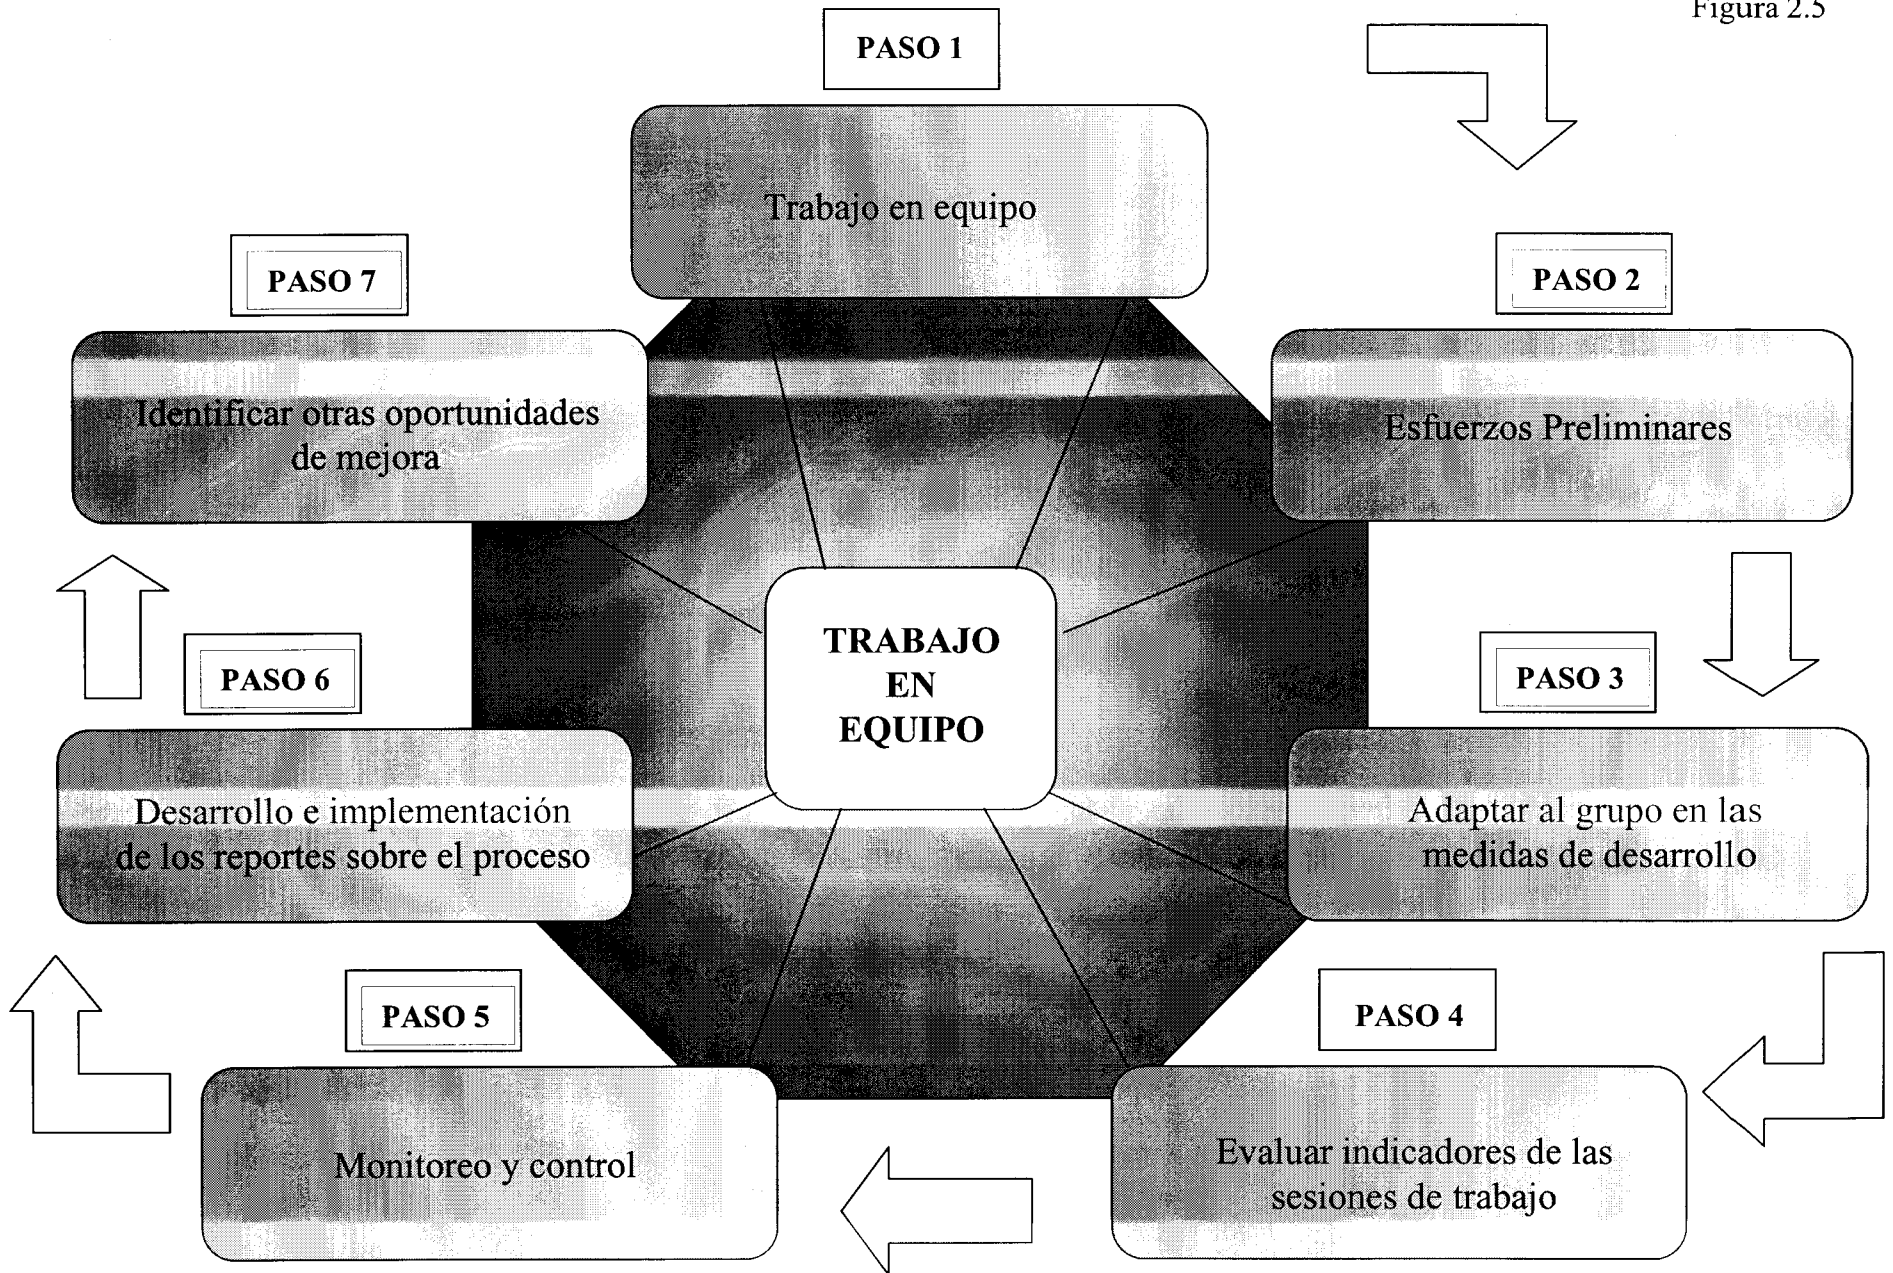 Figura 2.5
PASO 1
Trabajo en equipo
PASO 2
Esfuerzos Preliminares
PASO 3
Adaptar al grupo en las
medidas de desarrollo
PASO 4
Evaluar indicadores de las
sesiones de trabajo
PASO 5
Monitoreo y control
PASO 6
Desarrollo e implementación
de los reportes sobre el proceso
PASO 7
Identificar otras oportunidades
de mejora
TRABAJO
EN
EQUIPO